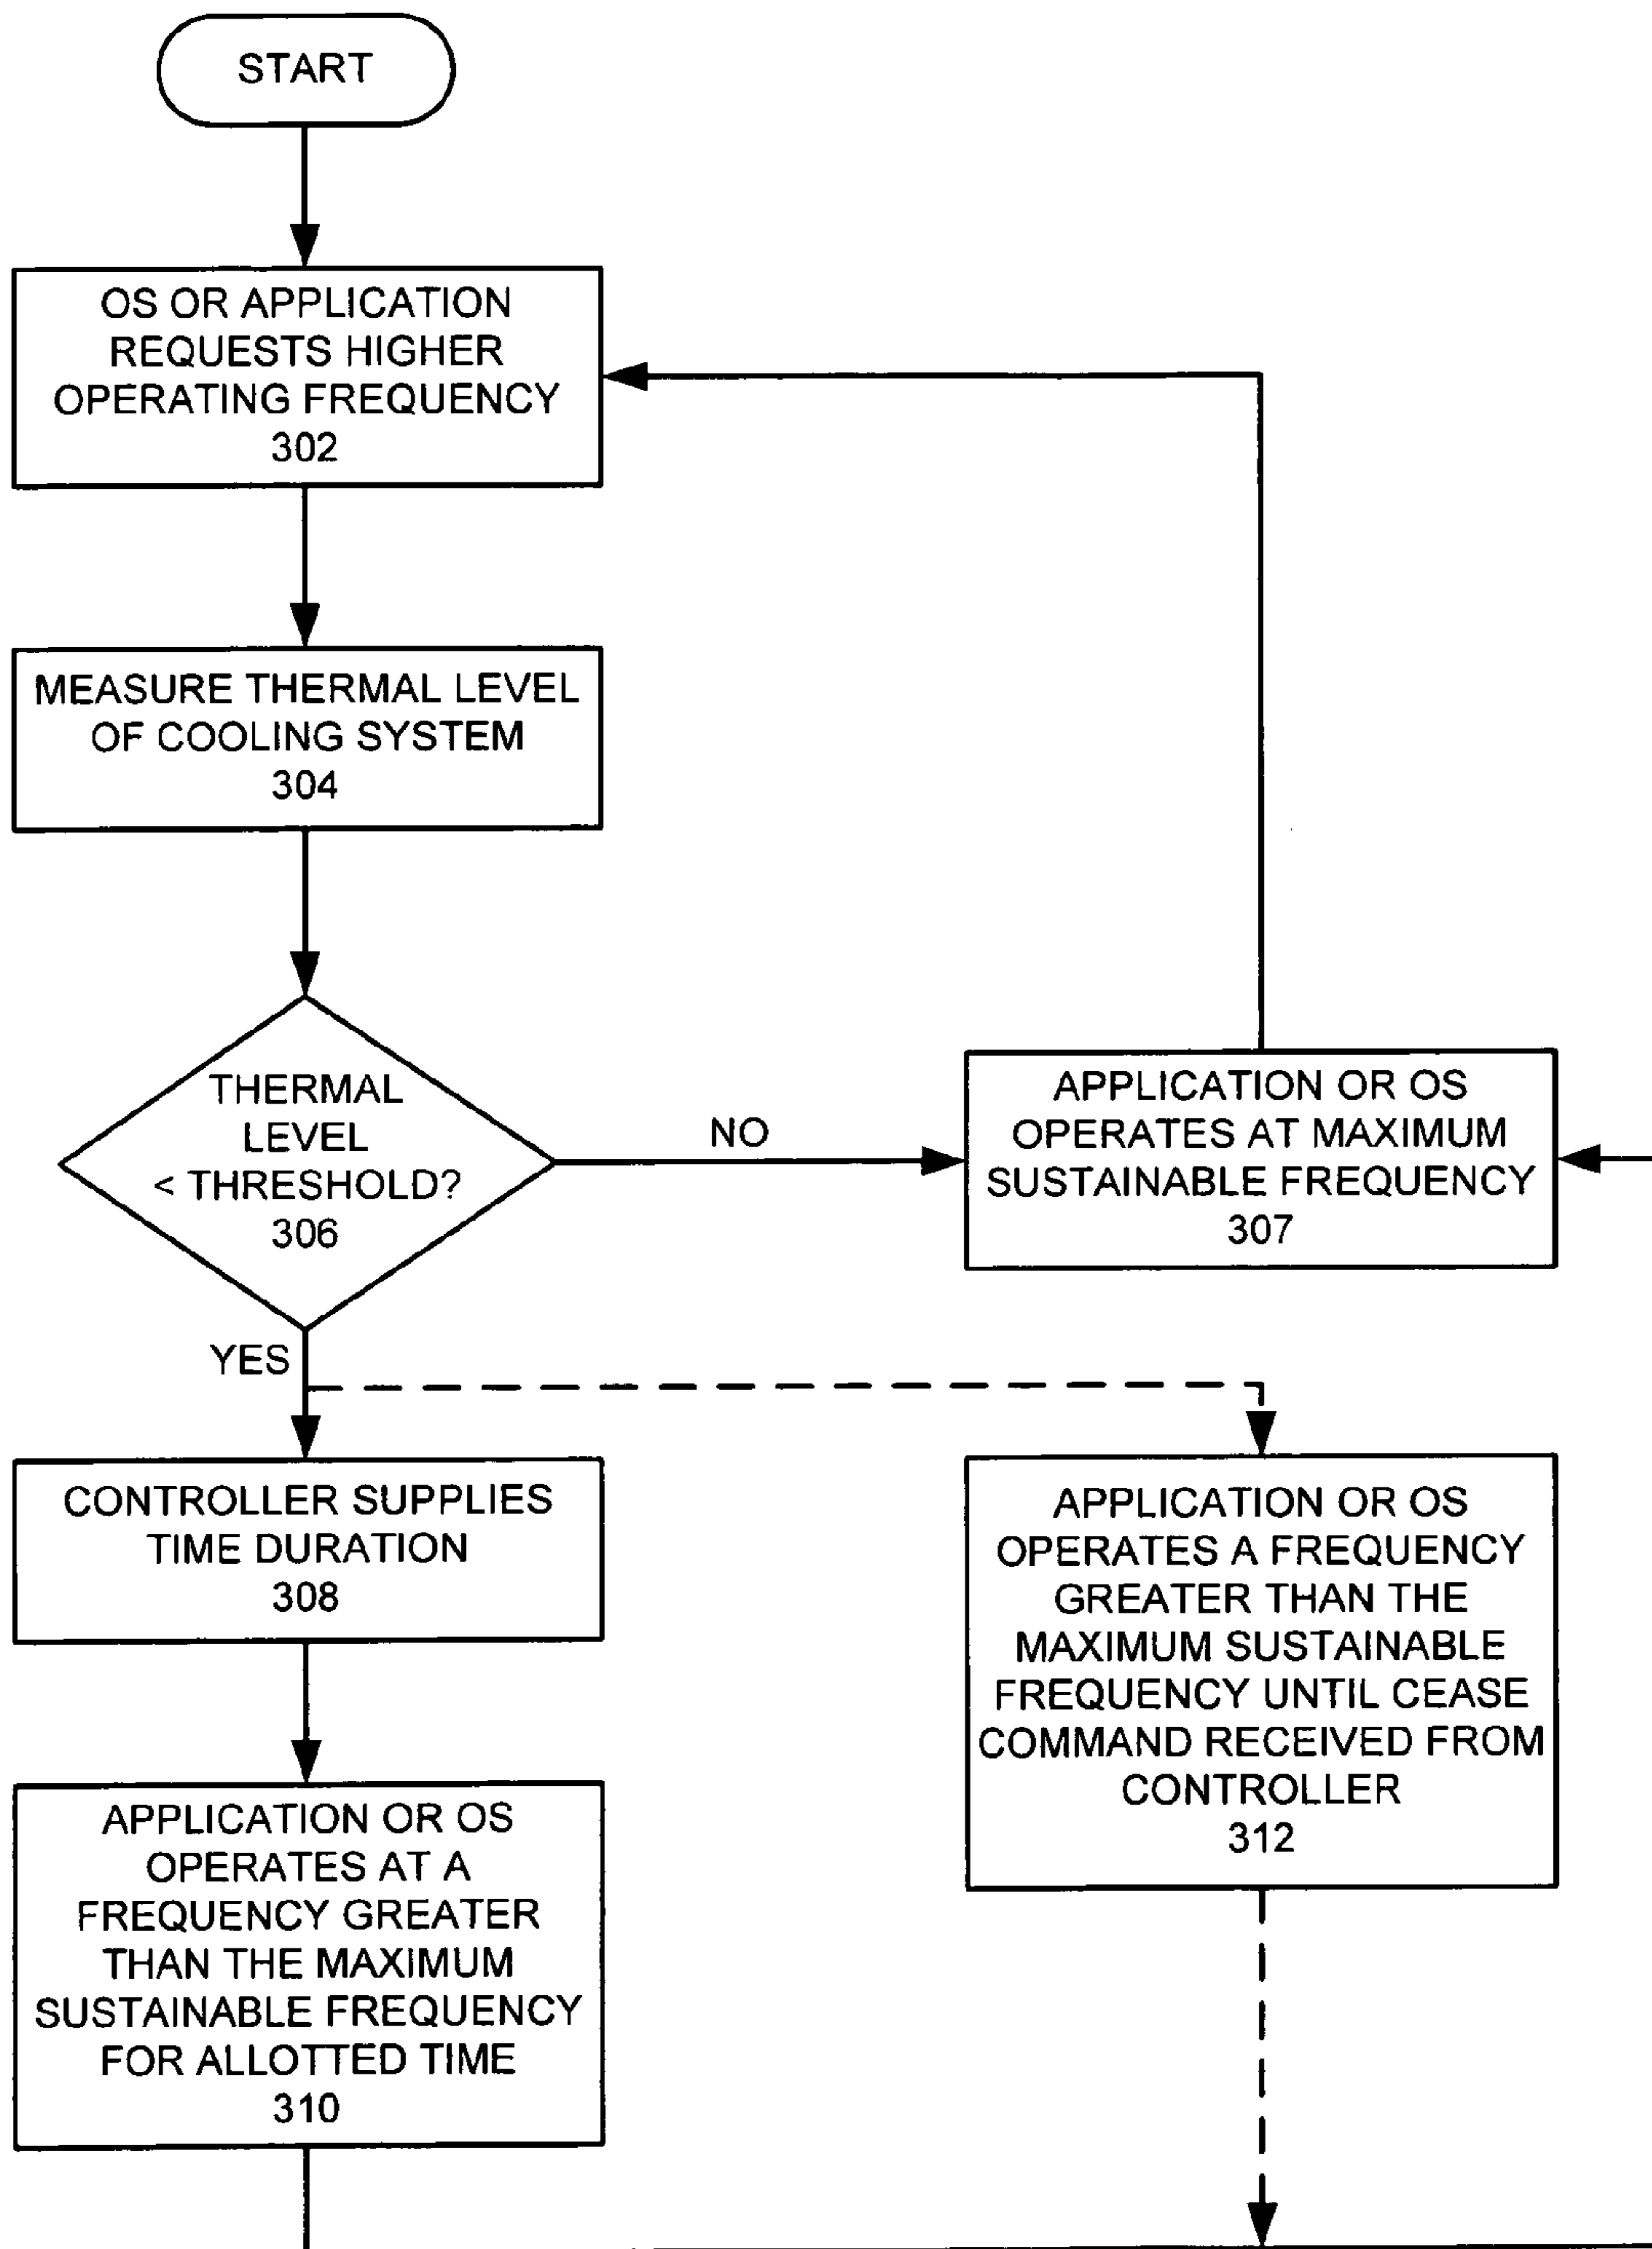 START
OS OR APPLICATION
REQUESTS HIGHER
OPERATING FREQUENCY
302
MEASURE THERMAL LEVEL
OF COOLING SYSTEM
304
THERMAL
LEVEL
< THRESHOLD?
306
NO
APPLICATION OR OS
OPERATES AT MAXIMUM
SUSTAINABLE FREQUENCY
307
YES
CONTROLLER SUPPLIES
TIME DURATION
308
APPLICATION OR OS
OPERATES A FREQUENCY
GREATER THAN THE
MAXIMUM SUSTAINABLE
FREQUENCY UNTIL CEASE
COMMAND RECEIVED FROM
CONTROLLER
312
APPLICATION OR OS
OPERATES AT A
FREQUENCY GREATER
THAN THE MAXIMUM
SUSTAINABLE FREQUENCY
FOR ALLOTTED TIME
310